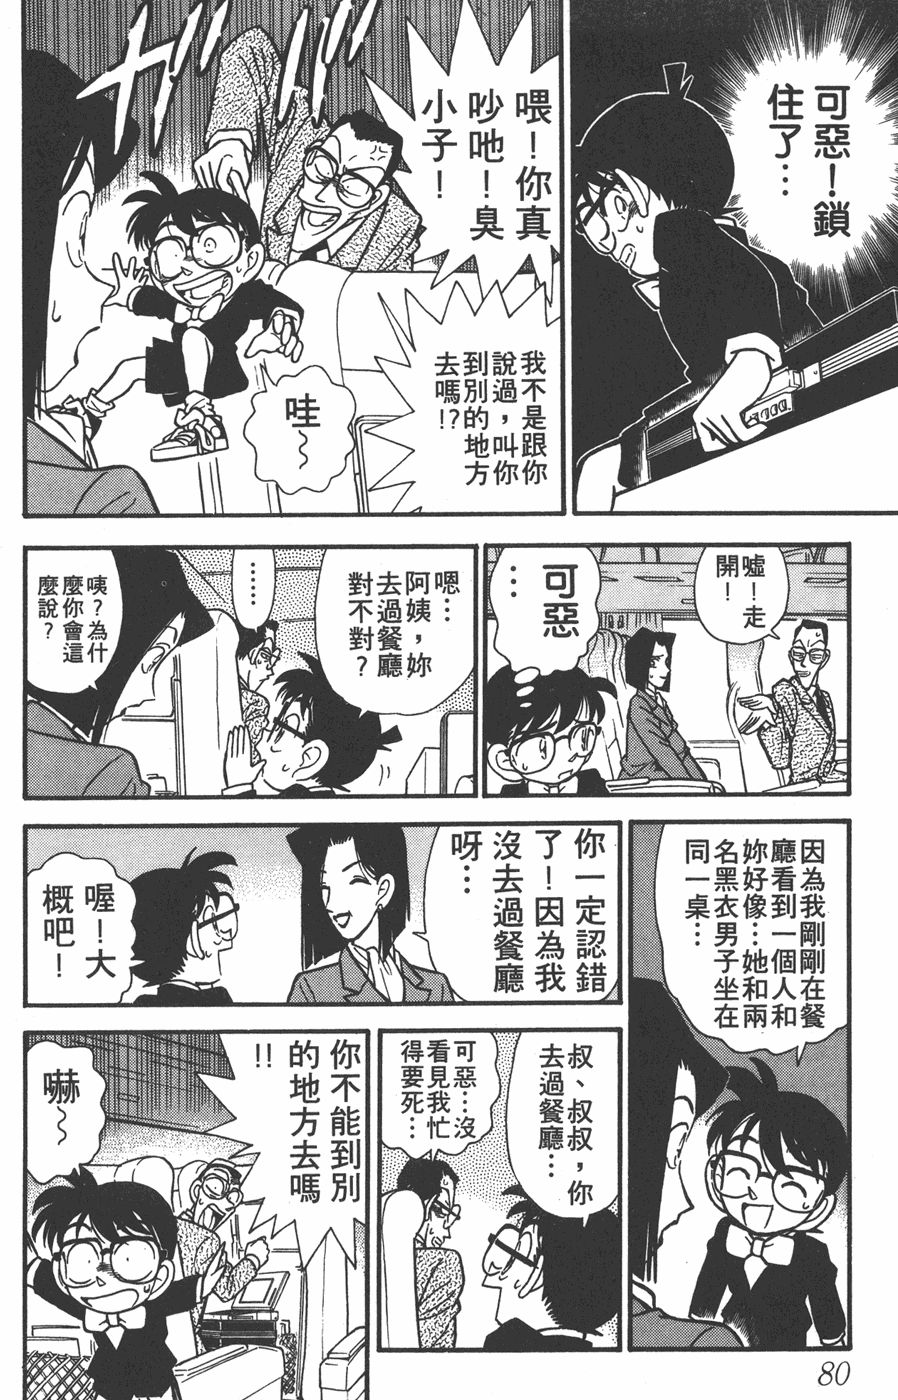 可惡！鎖
住了…
喂！你真
吵吔！臭
小子！
我不是跟你
說過，叫你
到別的地方
去嗎！？
哇～
噓！走
開！
可惡
…
嗯…
阿姨，妳
去過餐廳
對不對？
……
咦？為什
麼你會這
麼說？
因為我剛剛在餐
廳看到一個人和
妳好像…她和兩
名黑衣男子坐在
同一桌…
你一定認錯
了！因為我
沒去過餐廳
呀…
喔！大
概吧！
叔、叔叔，你
去過餐廳…
可惡…沒
看見我忙
得要死…
你不能到別
的地方去嗎
！！
嚇～
80